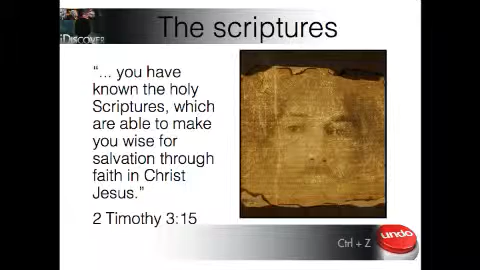 The scriptures
iDiscover
“... you have
known the holy
Scriptures, which
are able to make
you wise for
salvation through
faith in Christ
Jesus.”
2 Timothy 3:15
Ctrl + Z
undo